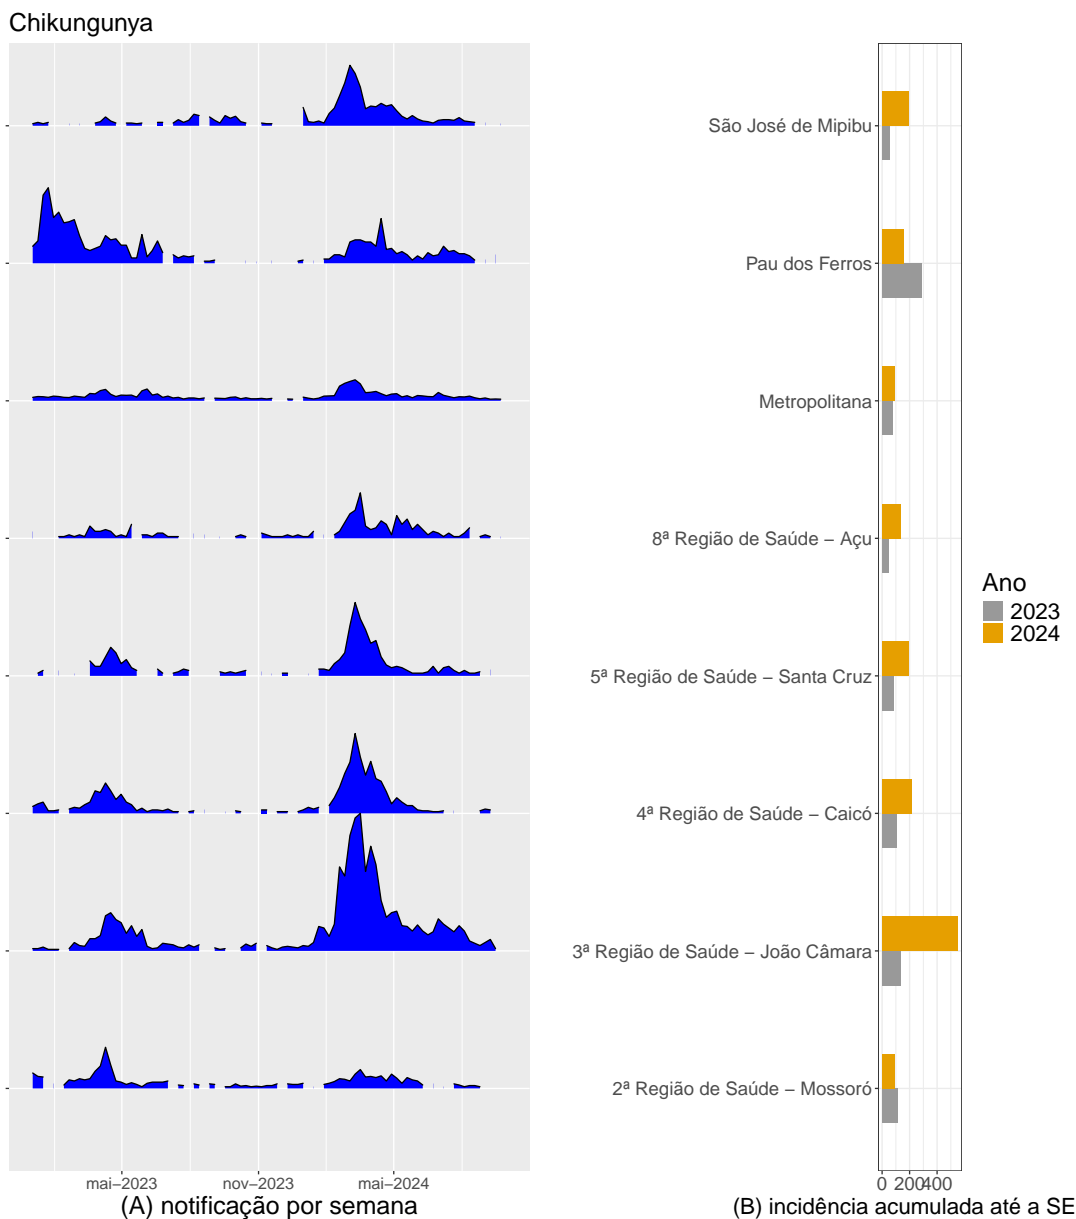 Chikungunya
São José de Mipibu
Pau dos Ferros
Metropolitana
8ª Região de Saúde – Açu
5ª Região de Saúde – Santa Cruz
4ª Região de Saúde – Caicó
3ª Região de Saúde – João Câmara
2ª Região de Saúde – Mossoró
Ano
2023
2024
mai–2023 nov–2023 mai–2024
0 200 400
(A) notificação por semana
(B) incidência acumulada até a SE